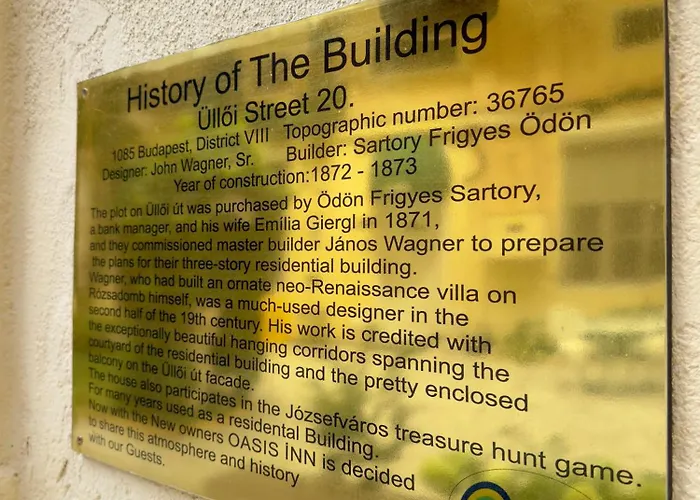 History of The Building
Üllői Street 20.
1085 Budapest, District VIII Topographic number: 36765
Designer: John Wagner, Sr. Builder: Sartory Frigyes Ödön
Year of construction:1872 - 1873
The plot on Üllői út was purchased by Ödön Frigyes Sartory,
a bank manager, and his wife Emília Giergl in 1871,
and they commissioned master builder János Wagner to prepare
the plans for their three-story residential building.
Wagner, who had built an ornate neo-Renaissance villa on
Rózsadomb himself, was a much-used designer in the
second half of the 19th century. His work is credited with
the exceptionally beautiful hanging corridors spanning the
courtyard of the residential building and the pretty enclosed
balcony on the Üllői út facade.
The house also participates in the Józsefváros treasure hunt game.
For many years used as a residental Building.
Now with the New owners OASIS İNN is decided
to share this atmosphere and history
with our Guests.